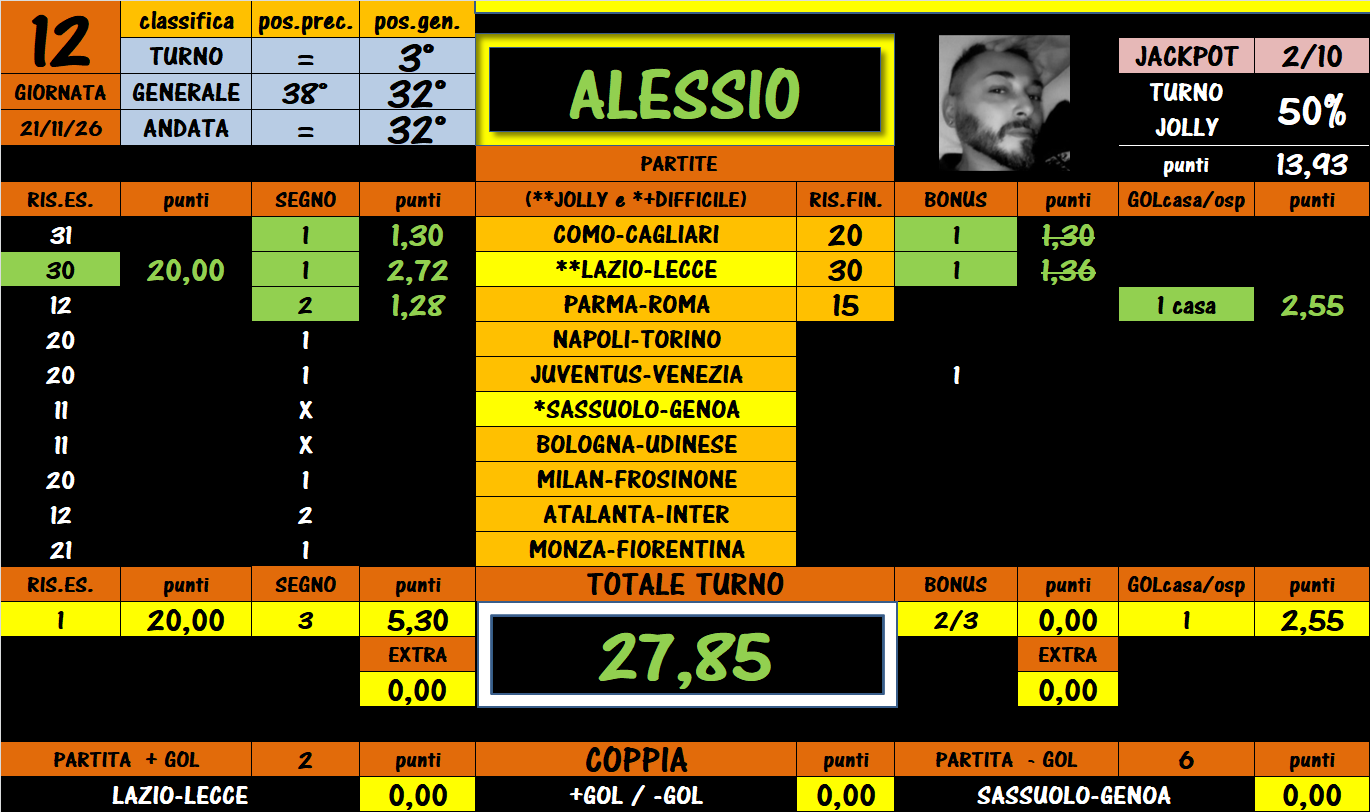 12 classifica pos.prec. pos.gen.
TURNO = 3° ALESSIO JACKPOT 2/10
GIORNATA GENERALE 38° 32° TURNO JOLLY 50%
21/11/26 ANDATA = 32°
PARTITE punti 13,93
RIS.ES. punti SEGNO punti (**JOLLY e *+DIFFICILE) RIS.FIN. BONUS punti GOLcasa/osp punti
31 1 1,30 COMO-CAGLIARI 20 1 1,30
30 20,00 1 2,72 **LAZIO-LECCE 30 1 1,36
12 2 1,28 PARMA-ROMA 15 1 casa 2,55
20 1 NAPOLI-TORINO
20 1 JUVENTUS-VENEZIA 1
11 X *SASSUOLO-GENOA
11 X BOLOGNA-UDINESE
20 1 MILAN-FROSINONE
12 2 ATALANTA-INTER
21 1 MONZA-FIORENTINA
RIS.ES. punti SEGNO punti TOTALE TURNO BONUS punti GOLcasa/osp punti
1 20,00 3 5,30 27,85 2/3 0,00 1 2,55
EXTRA EXTRA
0,00 0,00
PARTITA + GOL 2 punti COPPIA punti PARTITA - GOL 6 punti
LAZIO-LECCE 0,00 +GOL / -GOL 0,00 SASSUOLO-GENOA 0,00